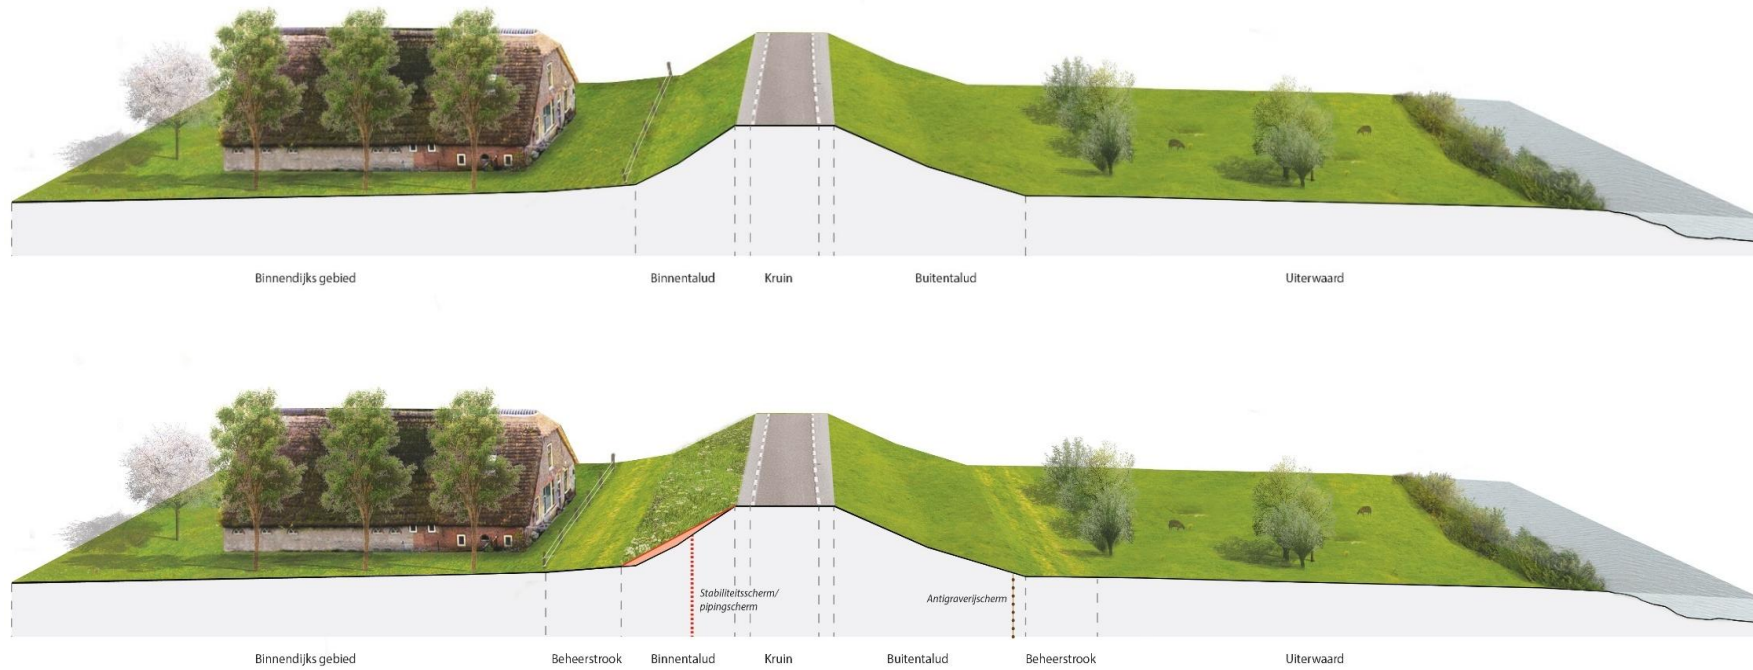 Binnendijks gebied
Binnentalud
Kruin
Buitentalud
Uiterwaard
Stabiliteitsscherm/
pipingscherm
Antigraverijscherm
Binnendijks gebied
Beheerstrook
Binnentalud
Kruin
Buitentalud
Beheerstrook
Uiterwaard